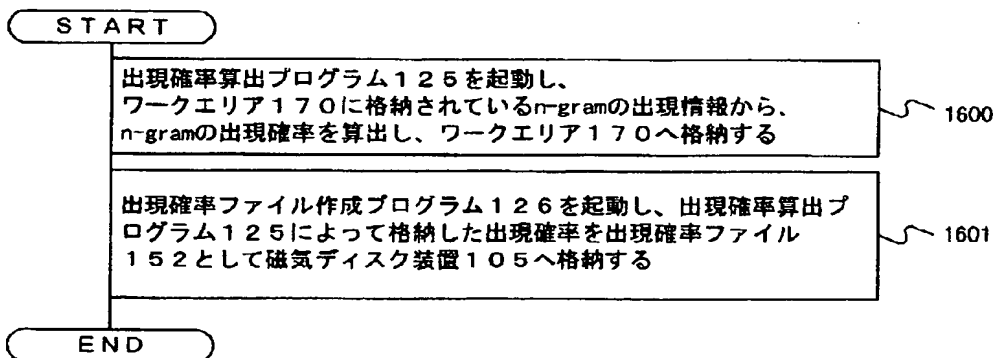 START
出現確率算出プログラム125を起動し、
ワークエリア170に格納されているn-gramの出現情報から、
n-gramの出現確率を算出し、ワークエリア170へ格納する
1600
出現確率ファイル作成プログラム126を起動し、出現確率算出プ
ログラム125によって格納した出現確率を出現確率ファイル
152として磁気ディスク装置105へ格納する
1601
END